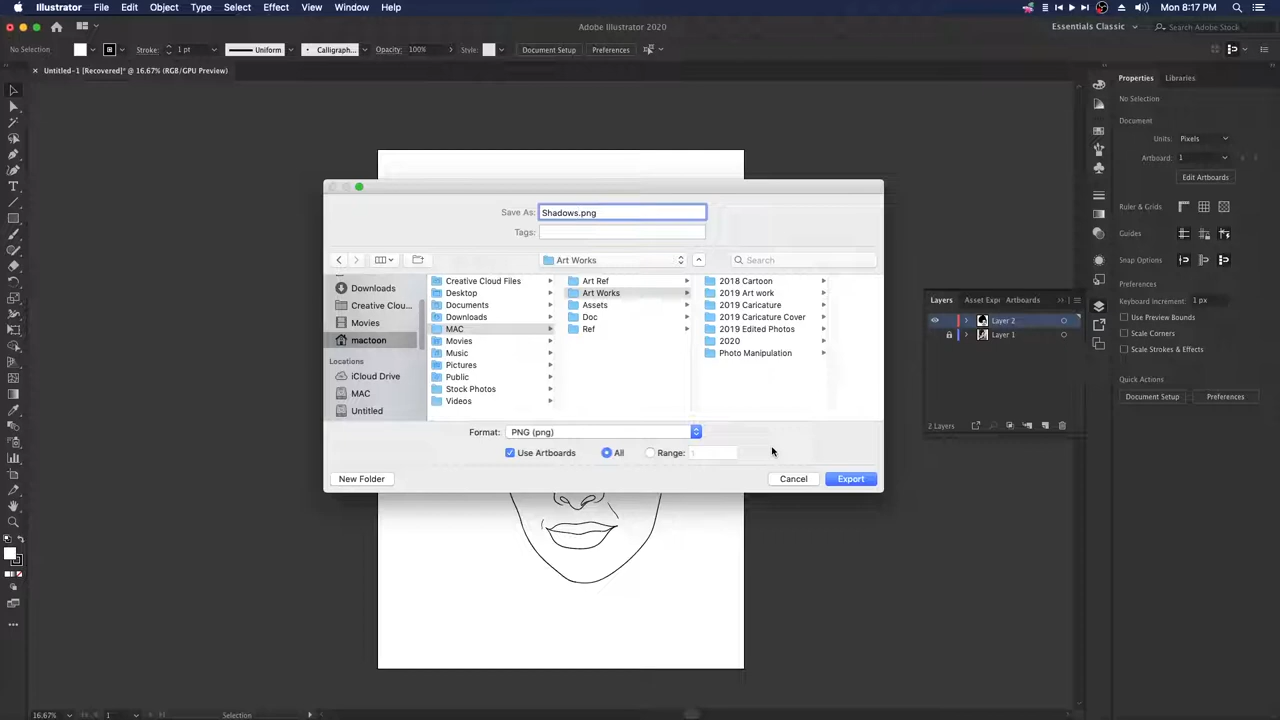 Illustrator File Edit Object Type Select Effect View Window Help Mon 8:17 PM
Adobe Illustrator 2020 Essentials Classic Search Adobe Stock
No Selection Stroke: 1 pt Uniform Calligraph... Opacity: 100% Style: Document Setup Preferences
× Untitled-1 [Recovered]* @ 16.67% (RGB/GPU Preview)
Properties Libraries
No Selection
Document
Units: Pixels
Artboard: 1
Edit Artboards
Ruler & Grids
Guides
Snap Options
Preferences
Keyboard Increment: 1 px
Use Preview Bounds
Scale Corners
Scale Strokes & Effects
Quick Actions
Document Setup Preferences
Layers Asset Expo Artboards
Layer 2
Layer 1
2 Layers
Save As: Shadows.png
Tags:
Art Works
Search
Downloads
Creative Clou...
Movies
mactoon
Locations
iCloud Drive
MAC
Untitled
Creative Cloud Files
Desktop
Documents
Downloads
MAC
Movies
Music
Pictures
Public
Stock Photos
Videos
Art Ref
Art Works
Assets
Doc
Ref
2018 Cartoon
2019 Art work
2019 Caricature
2019 Caricature Cover
2019 Edited Photos
2020
Photo Manipulation
Format: PNG (png)
Use Artboards All Range: 1
New Folder Cancel Export
16.67% 1 Selection